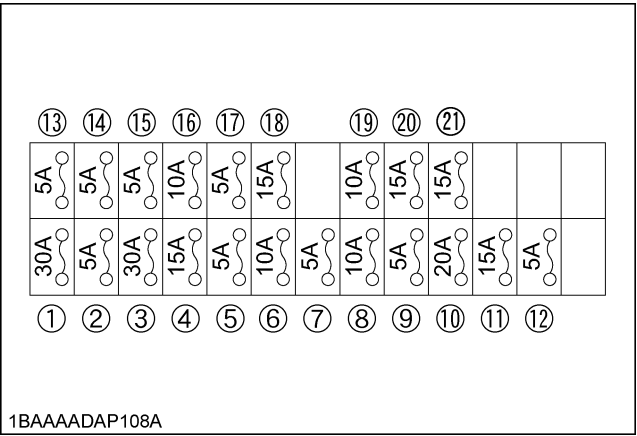 ⑬ ⑭ ⑮ ⑯ ⑰ ⑱ ⑲ ⑳ ㉑
5A 5A 5A 10A 5A 15A 10A 15A 15A
30A 5A 30A 15A 5A 10A 5A 10A 5A 20A 15A 5A
① ② ③ ④ ⑤ ⑥ ⑦ ⑧ ⑨ ⑩ ⑪ ⑫
1BAAAADAP108A